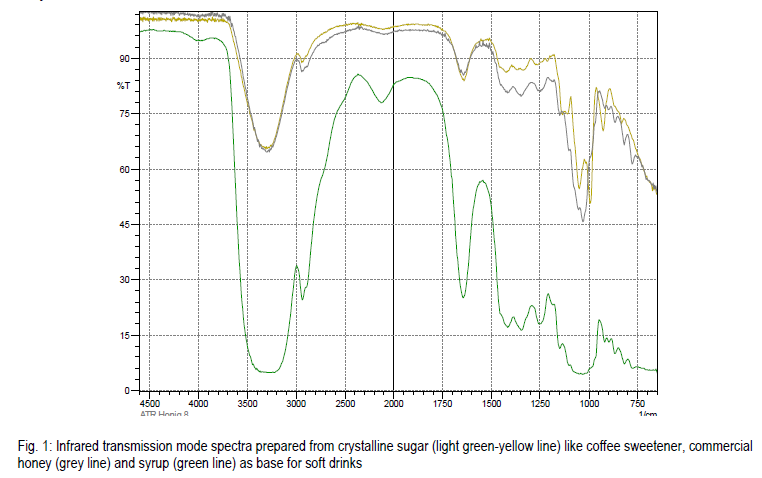 90
%T
75
60
45
30
15
0
4500 4000 3500 3000 2500 2000 1750 1500 1250 1000 750
ATR Honig 8 1/cm
Fig. 1: Infrared transmission mode spectra prepared from crystalline sugar (light green-yellow line) like coffee sweetener, commercial
honey (grey line) and syrup (green line) as base for soft drinks